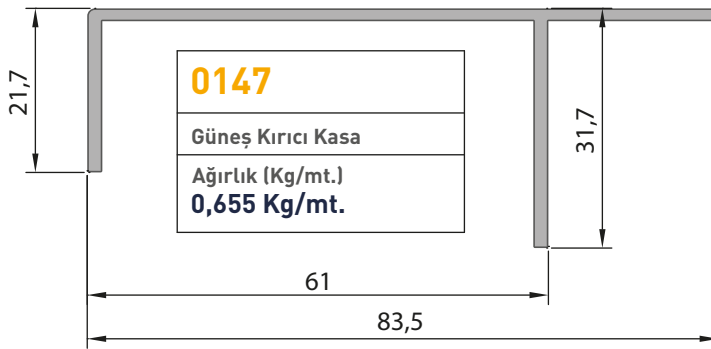 21,7
0147
Güneş Kırıcı Kasa
Ağırlık (Kg/mt.)
0,655 Kg/mt.
31,7
61
83,5